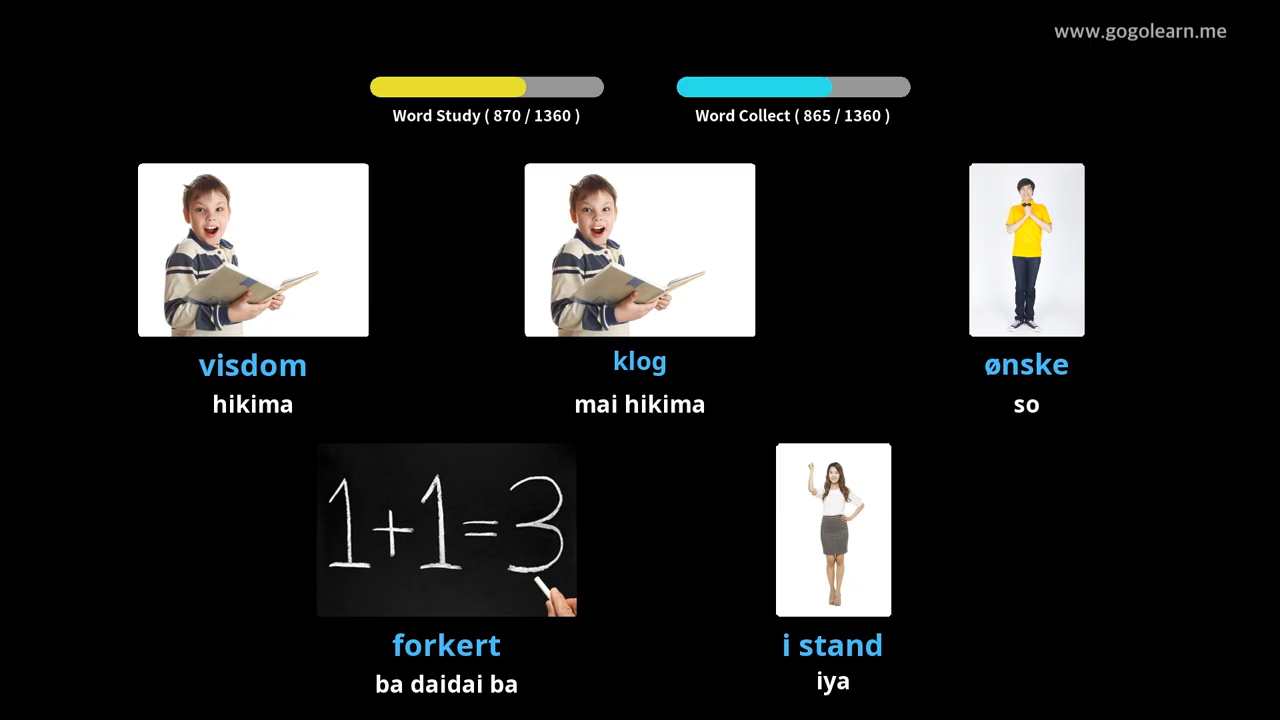 www.gogolearn.me
Word Study ( 870 / 1360 )
Word Collect ( 865 / 1360 )
visdom
hikima
klog
mai hikima
ønske
so
1+1=3
forkert
ba daidai ba
i stand
iya